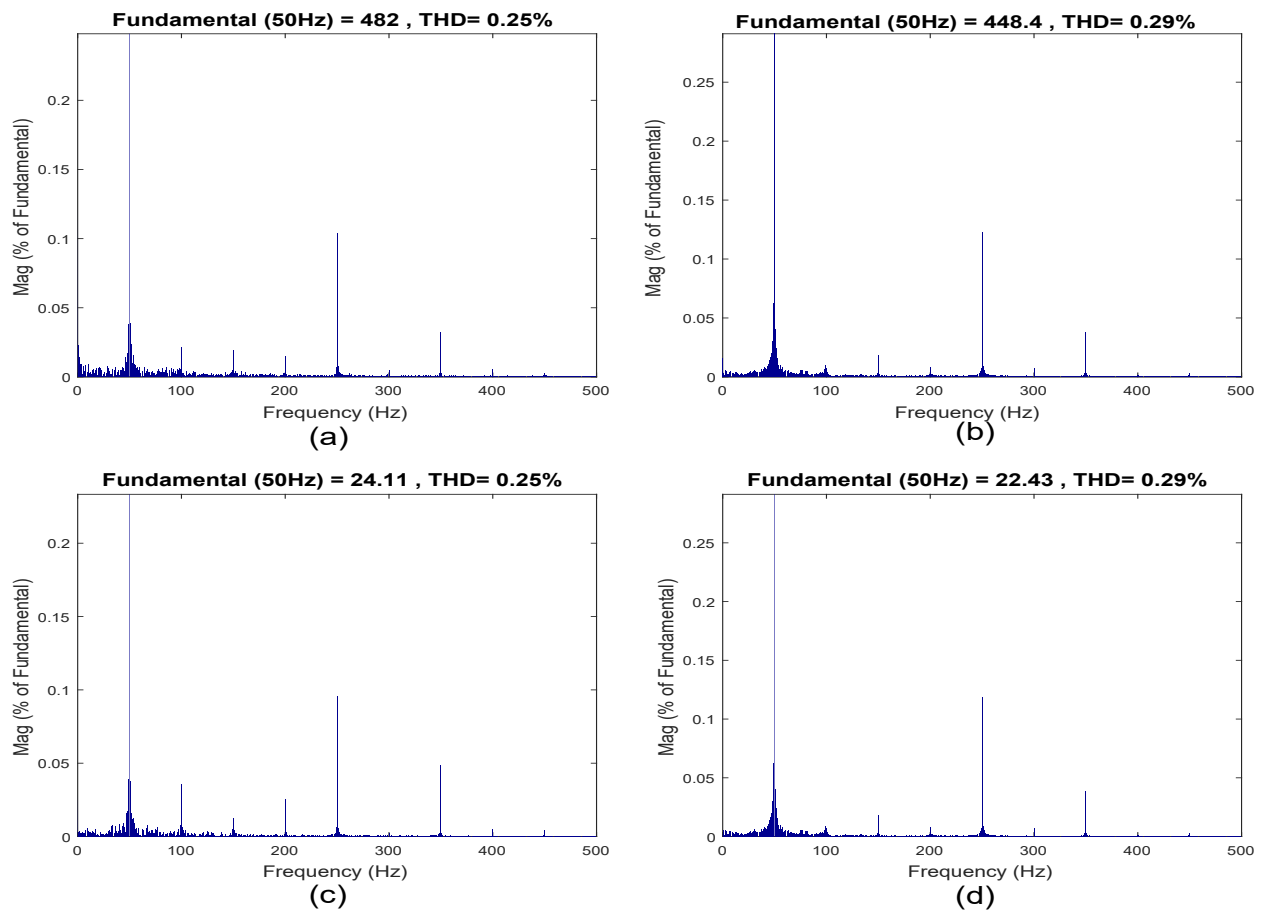 Fundamental (50Hz) = 482 , THD= 0.25%
0.2
0.15
0.1
0.05
0
0 100 200 300 400 500
Mag (% of Fundamental)
Frequency (Hz)
(a)
Fundamental (50Hz) = 448.4 , THD= 0.29%
0.25
0.2
0.15
0.1
0.05
0
0 100 200 300 400 500
Mag (% of Fundamental)
Frequency (Hz)
(b)
Fundamental (50Hz) = 24.11 , THD= 0.25%
0.2
0.15
0.1
0.05
0
0 100 200 300 400 500
Mag (% of Fundamental)
Frequency (Hz)
(c)
Fundamental (50Hz) = 22.43 , THD= 0.29%
0.25
0.2
0.15
0.1
0.05
0
0 100 200 300 400 500
Mag (% of Fundamental)
Frequency (Hz)
(d)